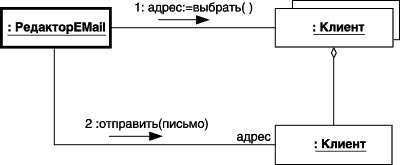 1: адрес:=выбрать( )
: РедакторEMail
: Клиент
2 :отправить(письмо)
адрес
: Клиент